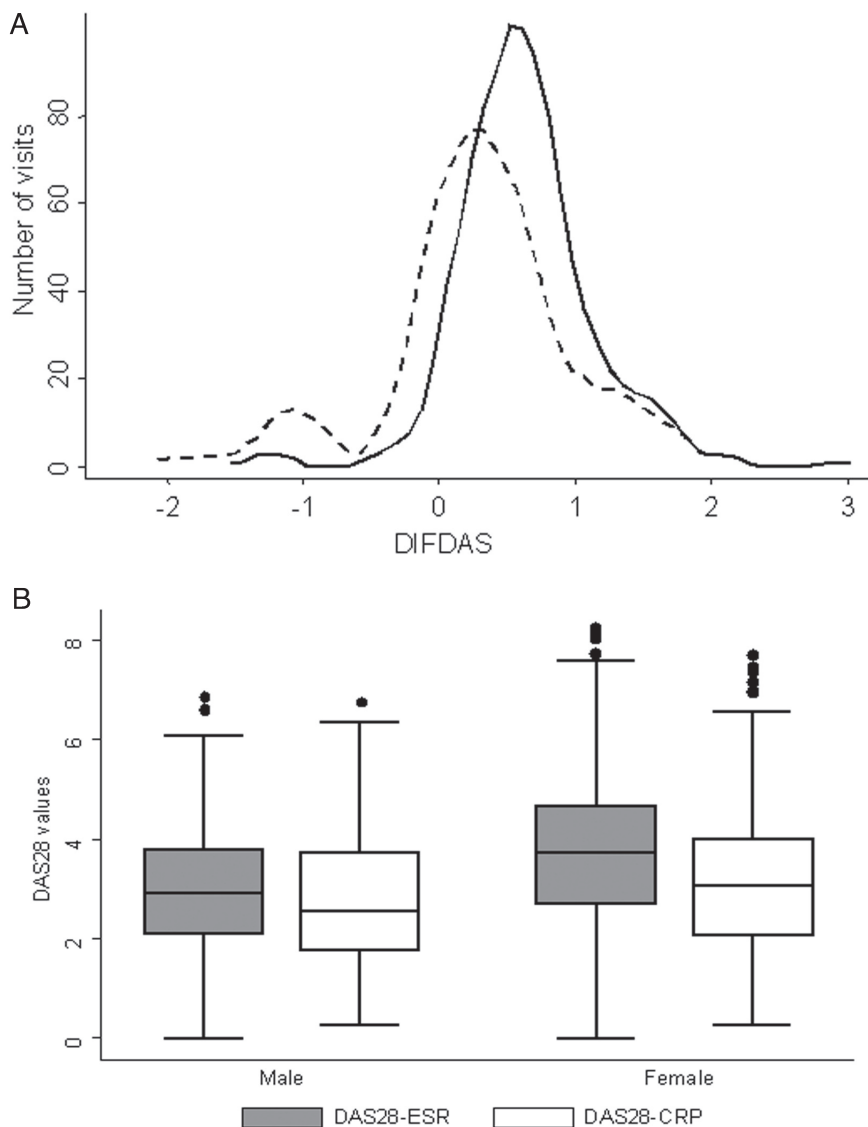 A
Number of visits
80
60
40
20
0
-2 -1 0 1 2 3
DIFDAS
B
DAS28 values
8
6
4
2
0
Male Female
DAS28-ESR DAS28-CRP